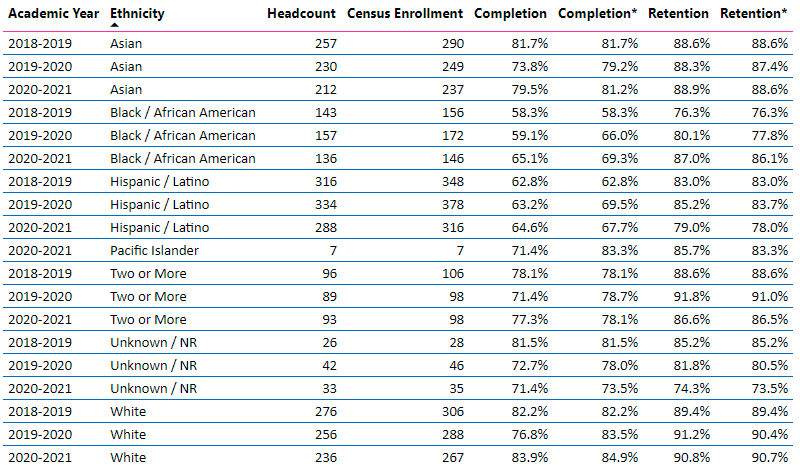 Academic Year Ethnicity Headcount Census Enrollment Completion Completion* Retention Retention*
2018-2019 Asian 257 290 81.7% 81.7% 88.6% 88.6%
2019-2020 Asian 230 249 73.8% 79.2% 88.3% 87.4%
2020-2021 Asian 212 237 79.5% 81.2% 88.9% 88.6%
2018-2019 Black / African American 143 156 58.3% 58.3% 76.3% 76.3%
2019-2020 Black / African American 157 172 59.1% 66.0% 80.1% 77.8%
2020-2021 Black / African American 136 146 65.1% 69.3% 87.0% 86.1%
2018-2019 Hispanic / Latino 316 348 62.8% 62.8% 83.0% 83.0%
2019-2020 Hispanic / Latino 334 378 63.2% 69.5% 85.2% 83.7%
2020-2021 Hispanic / Latino 288 316 64.6% 67.7% 79.0% 78.0%
2020-2021 Pacific Islander 7 7 71.4% 83.3% 85.7% 83.3%
2018-2019 Two or More 96 106 78.1% 78.1% 88.6% 88.6%
2019-2020 Two or More 89 98 71.4% 78.7% 91.8% 91.0%
2020-2021 Two or More 93 98 77.3% 78.1% 86.6% 86.5%
2018-2019 Unknown / NR 26 28 81.5% 81.5% 85.2% 85.2%
2019-2020 Unknown / NR 42 46 72.7% 78.0% 81.8% 80.5%
2020-2021 Unknown / NR 33 35 71.4% 73.5% 74.3% 73.5%
2018-2019 White 276 306 82.2% 82.2% 89.4% 89.4%
2019-2020 White 256 288 76.8% 83.5% 91.2% 90.4%
2020-2021 White 236 267 83.9% 84.9% 90.8% 90.7%